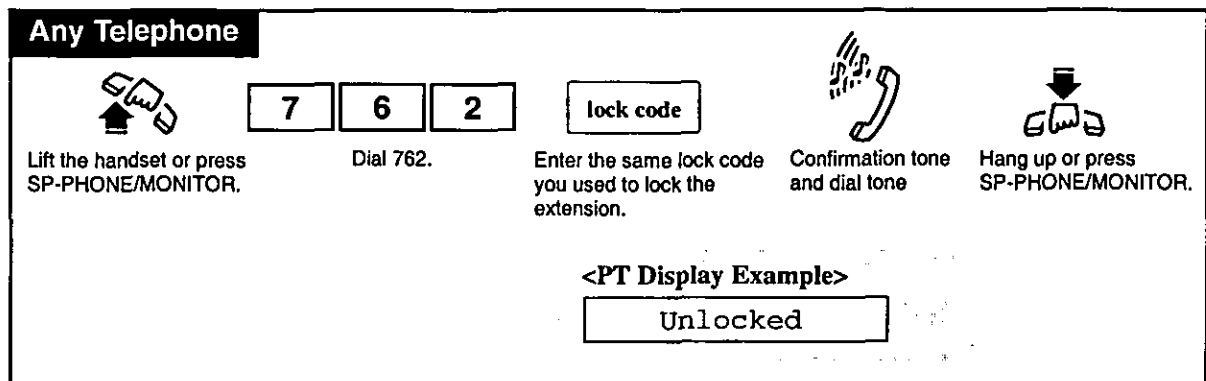 Any Telephone
7 6 2 lock code
Lift the handset or press
SP-PHONE/MONITOR.
Dial 762.
Enter the same lock code
you used to lock the
extension.
Confirmation tone
and dial tone
Hang up or press
SP-PHONE/MONITOR.
<PT Display Example>
Unlocked